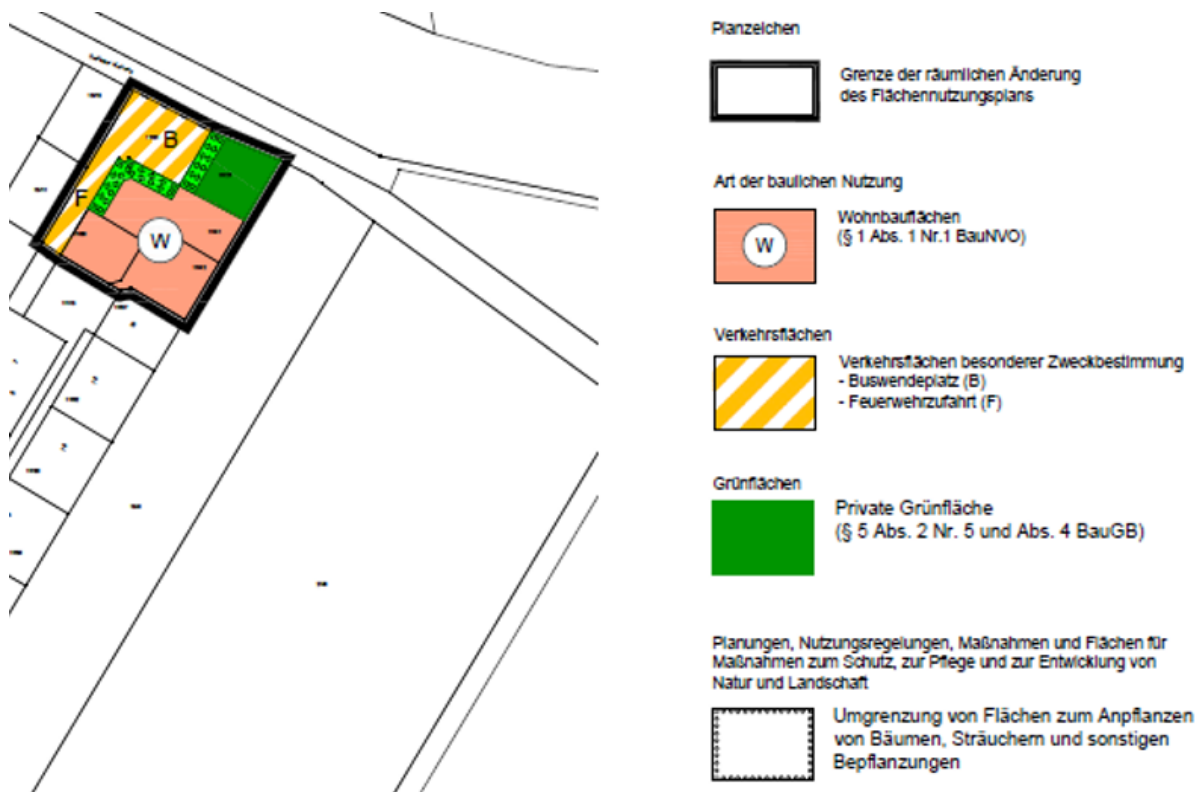 B
F
W
Planzeichen
Grenze der räumlichen Änderung
des Flächennutzungsplans
Art der baulichen Nutzung
W
Wohnbauflächen
(§ 1 Abs. 1 Nr.1 BauNVO)
Verkehrsflächen
Verkehrsflächen besonderer Zweckbestimmung
- Buswendeplatz (B)
- Feuerwehrzufahrt (F)
Grünflächen
Private Grünfläche
(§ 5 Abs. 2 Nr. 5 und Abs. 4 BauGB)
Planungen, Nutzungsregelungen, Maßnahmen und Flächen für
Maßnahmen zum Schutz, zur Pflege und zur Entwicklung von
Natur und Landschaft
Umgrenzung von Flächen zum Anpflanzen
von Bäumen, Sträuchern und sonstigen
Bepflanzungen